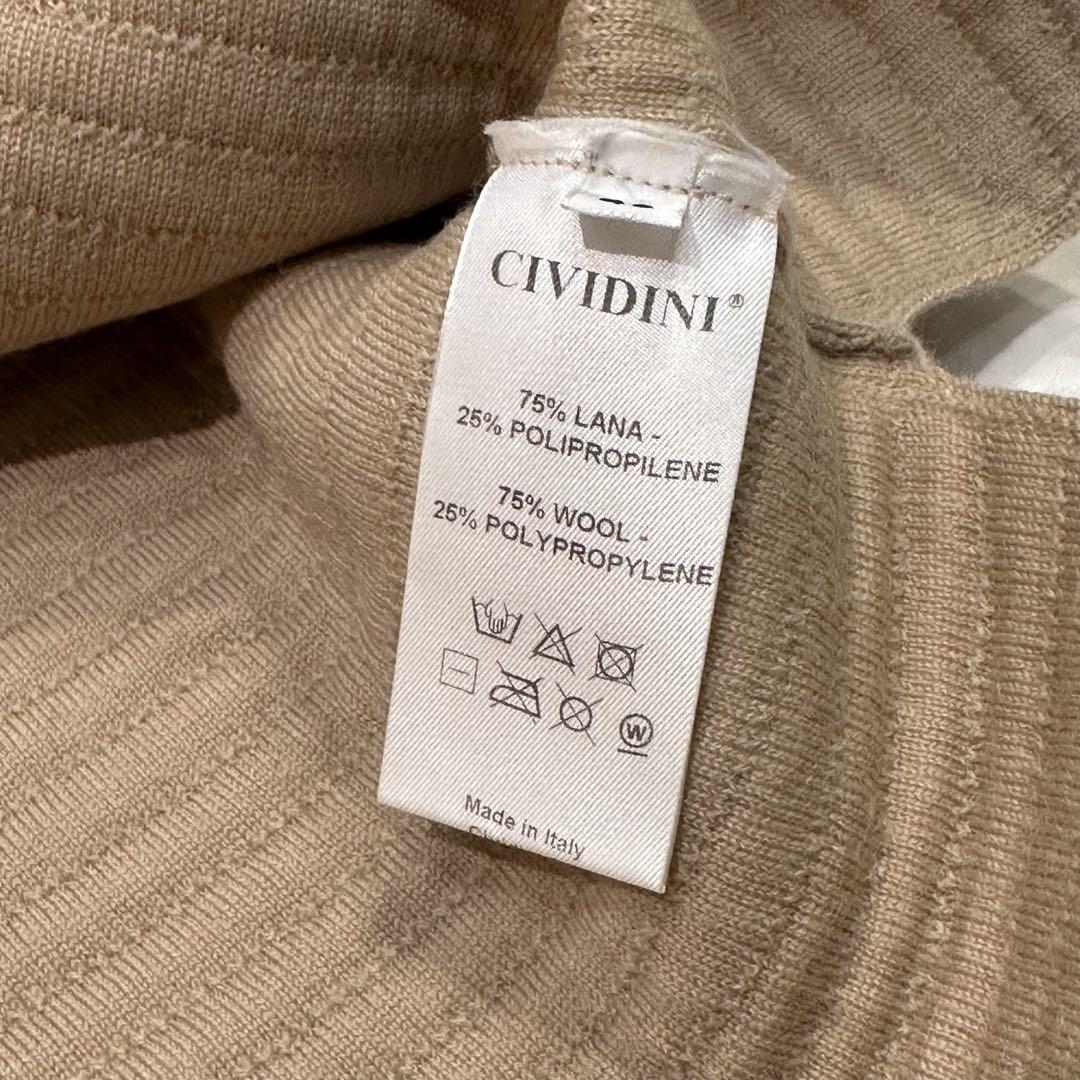 CIVIDINI®
75% LANA -
25% POLIPROPILENE
75% WOOL -
25% POLYPROPYLENE
W
Made in Italy